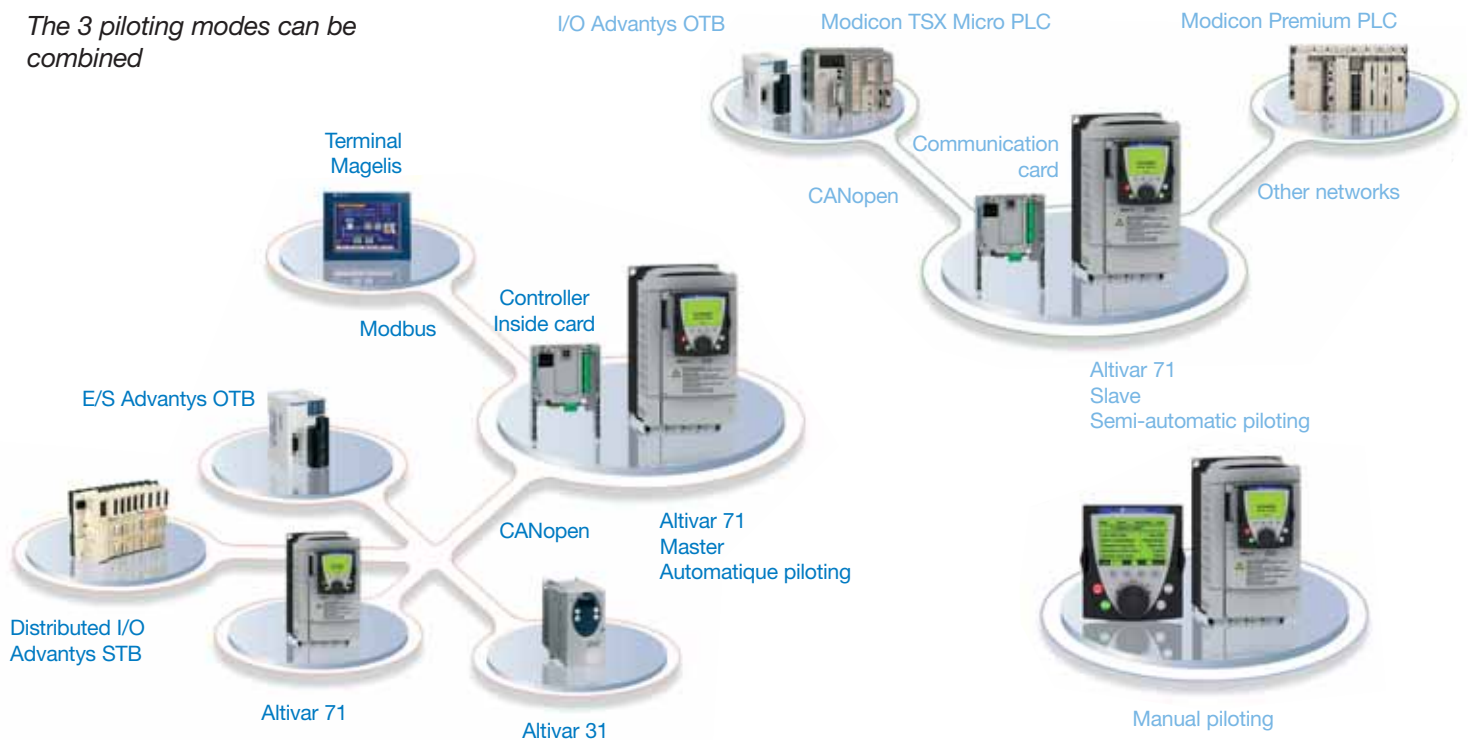 The 3 piloting modes can be
combined
I/O Advantys OTB
Modicon TSX Micro PLC
Modicon Premium PLC
Terminal
Magelis
Communication
card
CANopen
Other networks
Controller
Inside card
Modbus
E/S Advantys OTB
Altivar 71
Slave
Semi-automatic piloting
CANopen
Altivar 71
Master
Automatique piloting
Distributed I/O
Advantys STB
Altivar 71
Altivar 31
Manual piloting